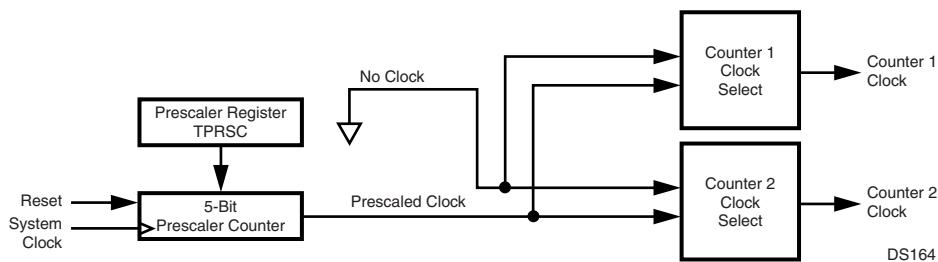 Counter 1
Clock
Select
Counter 1
Clock
No Clock
Prescaler Register
TPRSC
Reset
System
Clock
5-Bit
Prescaler Counter
Prescaled Clock
Counter 2
Clock
Select
Counter 2
Clock
DS164